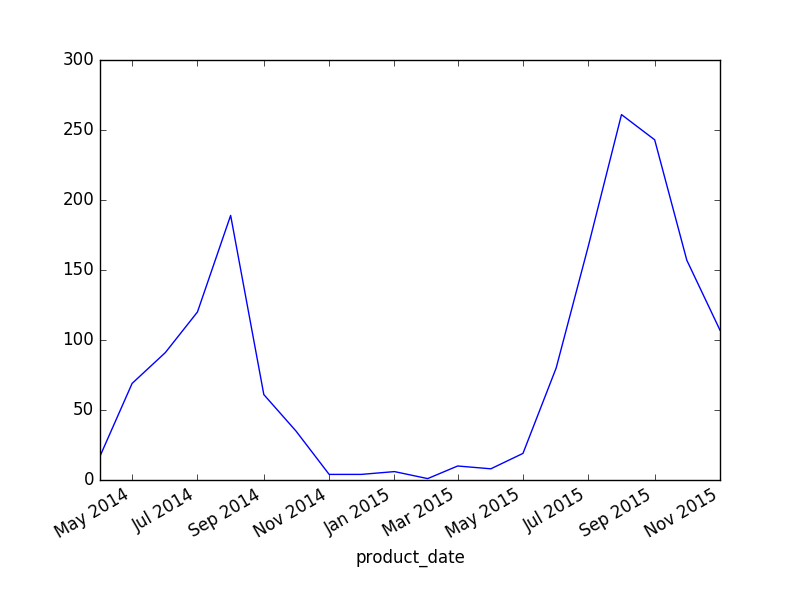 300
250
200
150
100
50
0
May 2014
Jul 2014
Sep 2014
Nov 2014
Jan 2015
Mar 2015
May 2015
Jul 2015
Sep 2015
Nov 2015
product_date